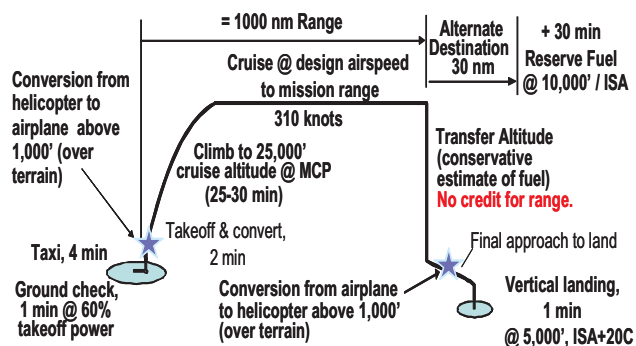 = 1000 nm Range
Alternate
Destination
30 nm
+ 30 min
Reserve Fuel
@ 10,000' / ISA
Conversion from
helicopter to
airplane above
1,000' (over
terrain)
Cruise @ design airspeed
to mission range
310 knots
Climb to 25,000'
cruise altitude @ MCP
(25-30 min)
Transfer Altitude
(conservative
estimate of fuel)
No credit for range.
Taxi, 4 min
Takeoff & convert,
2 min
Final approach to land
Ground check,
1 min @ 60%
takeoff power
Conversion from airplane
to helicopter above 1,000'
(over terrain)
Vertical landing,
1 min
@ 5,000', ISA+20C